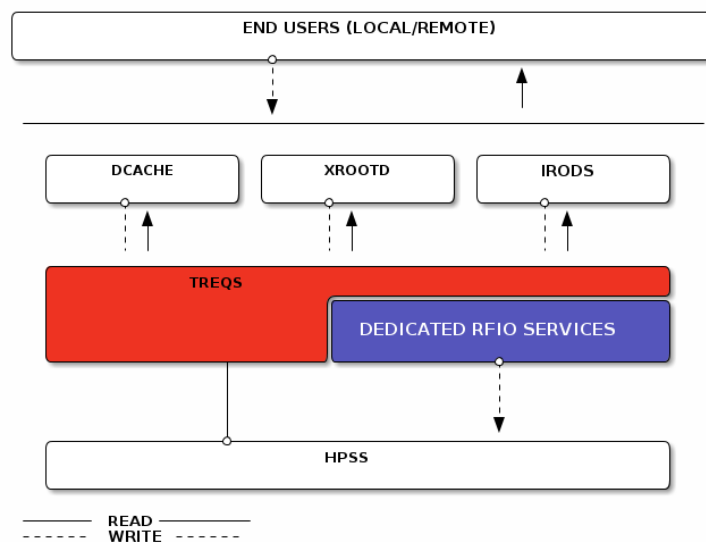 END USERS (LOCAL/REMOTE)
DCACHE
XROOTD
IRODS
TREQS
DEDICATED RFIO SERVICES
HPSS
READ
WRITE